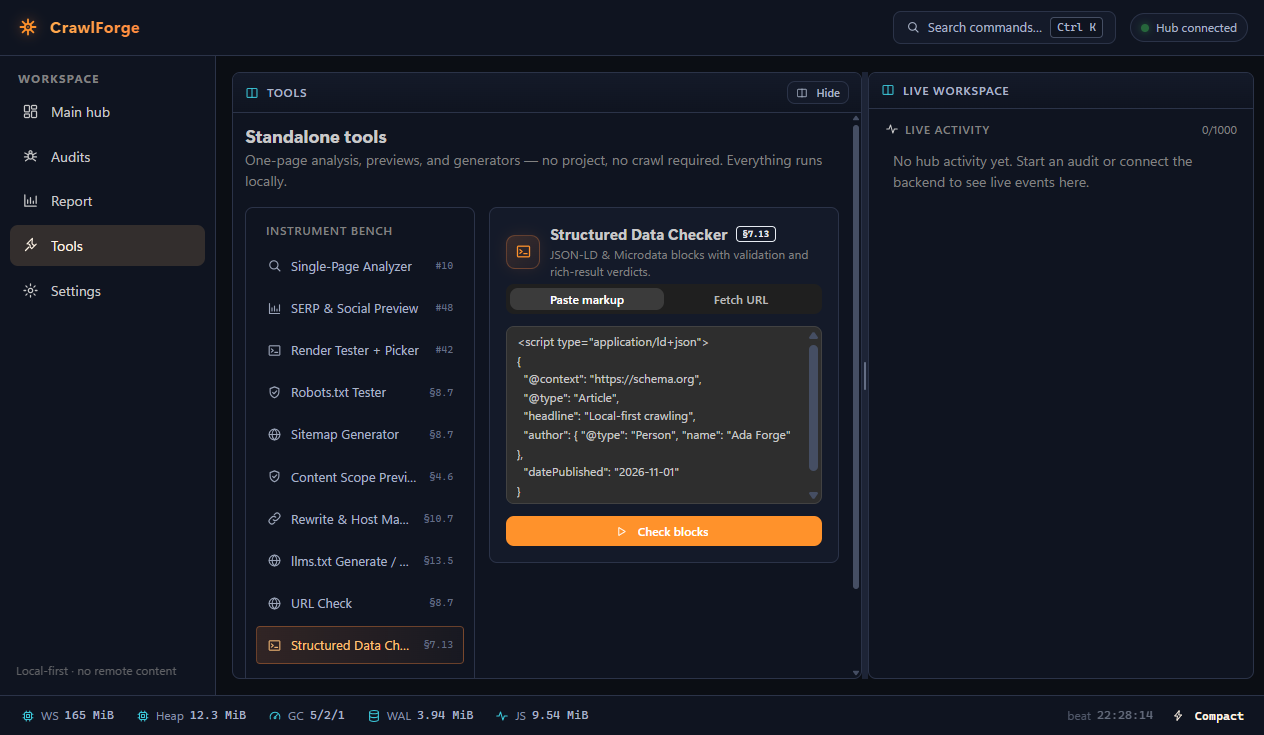 CrawlForge
Search commands... Ctrl K
Hub connected
WORKSPACE
Main hub
Audits
Report
Tools
Settings
Local-first · no remote content
TOOLS
Hide
Standalone tools
One-page analysis, previews, and generators — no project, no crawl required. Everything runs
locally.
INSTRUMENT BENCH
Single-Page Analyzer #10
SERP & Social Preview #48
Render Tester + Picker #42
Robots.txt Tester §8.7
Sitemap Generator §8.7
Content Scope Previ... §4.6
Rewrite & Host Ma... §10.7
llms.txt Generate / ... §13.5
URL Check §8.7
Structured Data Ch... §7.13
Structured Data Checker §7.13
JSON-LD & Microdata blocks with validation and
rich-result verdicts.
Paste markup
Fetch URL
<script type="application/ld+json">
{
"@context": "https://schema.org",
"@type": "Article",
"headline": "Local-first crawling",
"author": { "@type": "Person", "name": "Ada Forge"
},
"datePublished": "2026-11-01"
}
Check blocks
LIVE WORKSPACE
LIVE ACTIVITY 0/1000
No hub activity yet. Start an audit or connect the
backend to see live events here.
WS 165 MiB
Heap 12.3 MiB
GC 5/2/1
WAL 3.94 MiB
JS 9.54 MiB
beat 22:28:14
Compact